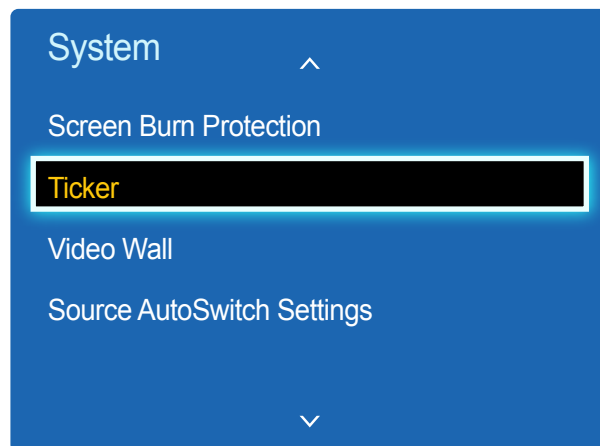 System
Screen Burn Protection
Ticker
Video Wall
Source AutoSwitch Settings